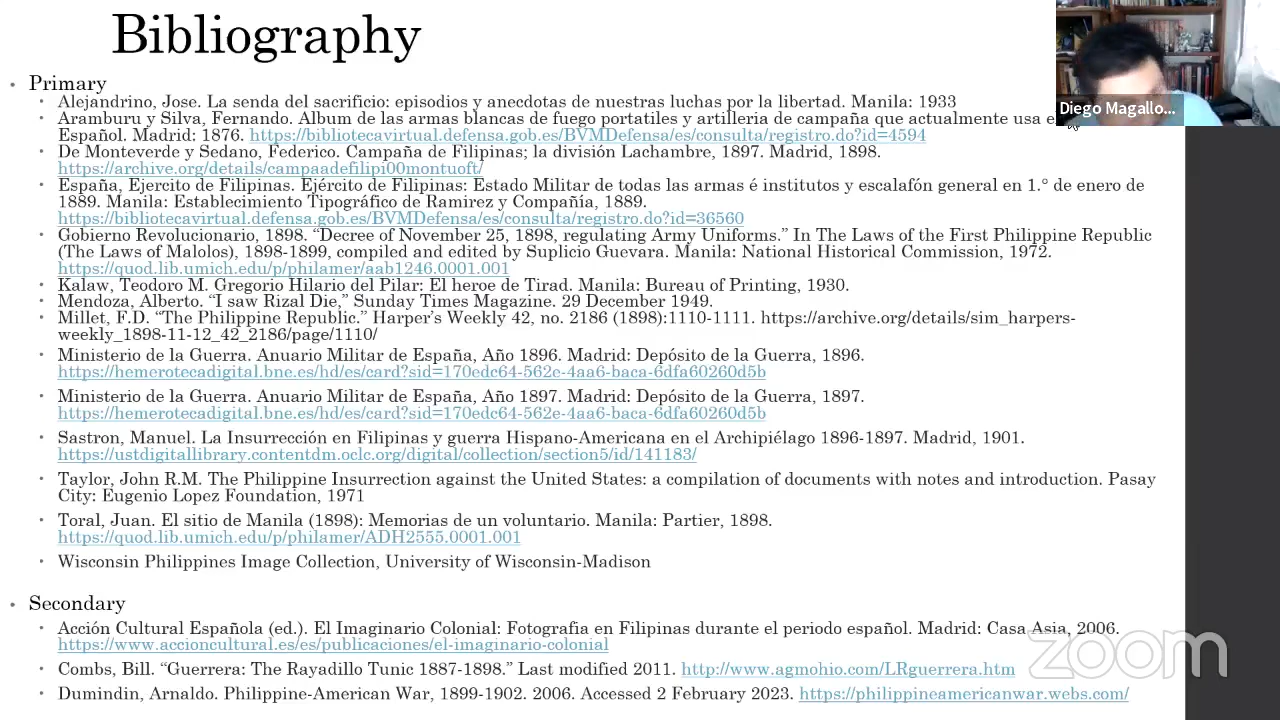 Bibliography
Diego Magallo...
• Primary
• Alejandrino, Jose. La senda del sacrificio: episodios y anecdotas de nuestras luchas por la libertad. Manila: 1933
• Aramburu y Silva, Fernando. Album de las armas blancas de fuego portatiles y artilleria de campaña que actualmente usa
Español. Madrid: 1876. https://bibliotecavirtual.defensa.gob.es/BVMDefensa/es/consulta/registro.do?id=4594
• De Monteverde y Sedano, Federico. Campaña de Filipinas; la división Lachambre, 1897. Madrid, 1898.
https://archive.org/details/campaadefilipi00montuoft/
• España, Ejercito de Filipinas. Ejército de Filipinas: Estado Militar de todas las armas é institutos y escalafón general en 1.° de enero de
1889. Manila: Establecimiento Tipográfico de Ramirez y Compañía, 1889.
https://bibliotecavirtual.defensa.gob.es/BVMDefensa/es/consulta/registro.do?id=36560
• Gobierno Revolucionario, 1898. “Decree of November 25, 1898, regulating Army Uniforms.” In The Laws of the First Philippine Republic
(The Laws of Malolos), 1898-1899, compiled and edited by Suplicio Guevara. Manila: National Historical Commission, 1972.
https://quod.lib.umich.edu/p/philamer/aab1246.0001.001
• Kalaw, Teodoro M. Gregorio Hilario del Pilar: El heroe de Tirad. Manila: Bureau of Printing, 1930.
• Mendoza, Alberto. “I saw Rizal Die,” Sunday Times Magazine. 29 December 1949.
• Millet, F.D. “The Philippine Republic.” Harper’s Weekly 42, no. 2186 (1898):1110-1111. https://archive.org/details/sim_harpers-
weekly_1898-11-12_42_2186/page/1110/
• Ministerio de la Guerra. Anuario Militar de España, Año 1896. Madrid: Depósito de la Guerra, 1896.
https://hemerotecadigital.bne.es/hd/es/card?sid=170edc64-562e-4aa6-baca-6dfa60260d5b
• Ministerio de la Guerra. Anuario Militar de España, Año 1897. Madrid: Depósito de la Guerra, 1897.
https://hemerotecadigital.bne.es/hd/es/card?sid=170edc64-562e-4aa6-baca-6dfa60260d5b
• Sastron, Manuel. La Insurrección en Filipinas y guerra Hispano-Americana en el Archipiélago 1896-1897. Madrid, 1901.
https://ustdigitallibrary.contentdm.oclc.org/digital/collection/section5/id/141183/
• Taylor, John R.M. The Philippine Insurrection against the United States: a compilation of documents with notes and introduction. Pasay
City: Eugenio Lopez Foundation, 1971
• Toral, Juan. El sitio de Manila (1898): Memorias de un voluntario. Manila: Partier, 1898.
https://quod.lib.umich.edu/p/philamer/ADH2555.0001.001
• Wisconsin Philippines Image Collection, University of Wisconsin-Madison
• Secondary
• Acción Cultural Española (ed.). El Imaginario Colonial: Fotografia en Filipinas durante el periodo español. Madrid: Casa Asia, 2006.
https://www.accioncultural.es/es/publicaciones/el-imaginario-colonial
• Combs, Bill. “Guerrera: The Rayadillo Tunic 1887-1898.” Last modified 2011. http://www.agmohio.com/LRguerrera.htm
• Dumindin, Arnaldo. Philippine-American War, 1899-1902. 2006. Accessed 2 February 2023. https://philippineamericanwar.webs.com/
zoom